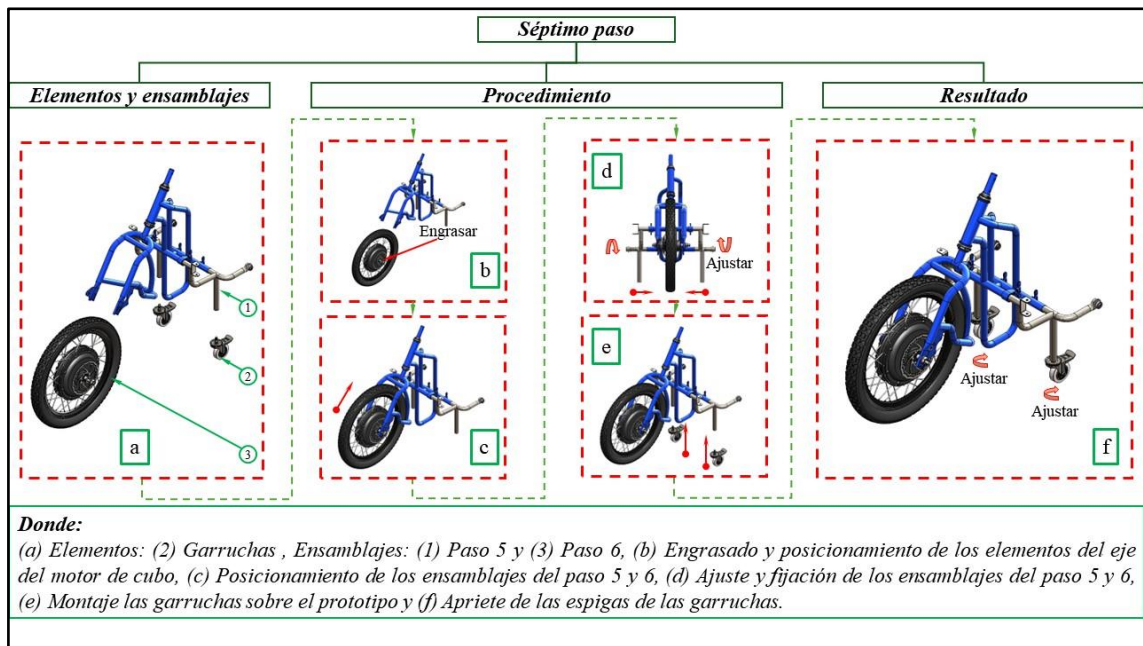 Séptimo paso
Elementos y ensamblajes
Procedimiento
Resultado
1
2
3
a
Engrasar
b
c
d
Ajustar
e
Ajustar
Ajustar
f
Donde:
(a) Elementos: (2) Garruchas , Ensamblajes: (1) Paso 5 y (3) Paso 6, (b) Engrasado y posicionamiento de los elementos del eje
del motor de cubo, (c) Posicionamiento de los ensamblajes del paso 5 y 6, (d) Ajuste y fijación de los ensamblajes del paso 5 y 6,
(e) Montaje las garruchas sobre el prototipo y (f) Apriete de las espigas de las garruchas.